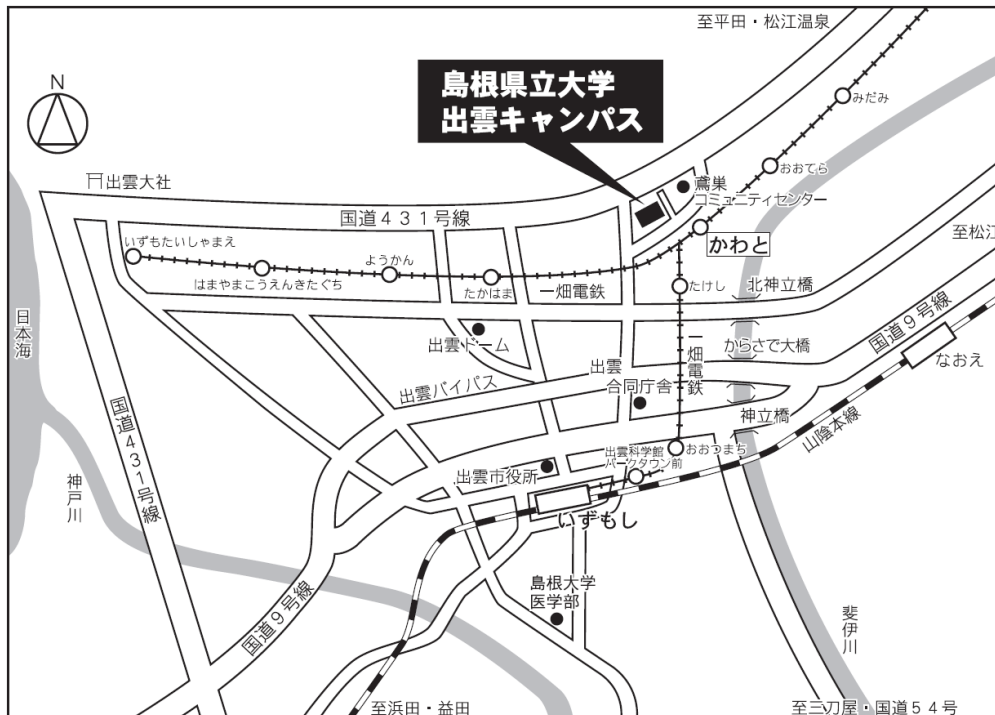 至平田・松江温泉
N
島根県立大学
出雲キャンパス
みだみ
おおてら
出雲大社
鳶巣
コミュニティセンター
国道431号線
かわと
至松江
いずもたいしゃまえ
はまやまこうえんきたぐち
ようかん
たかはま
一畑電鉄
たけし
北神立橋
日本海
出雲ドーム
からさで大橋
国道9号線
なおえ
出雲
合同庁舎
一畑電鉄
出雲バイパス
神立橋
山陰本線
国道431号線
出雲市役所
出雲科学館
パークタウン前
おおつまち
神戸川
いずもし
国道9号線
島根大学
医学部
斐伊川
至浜田・益田
至三刀屋・国道54号